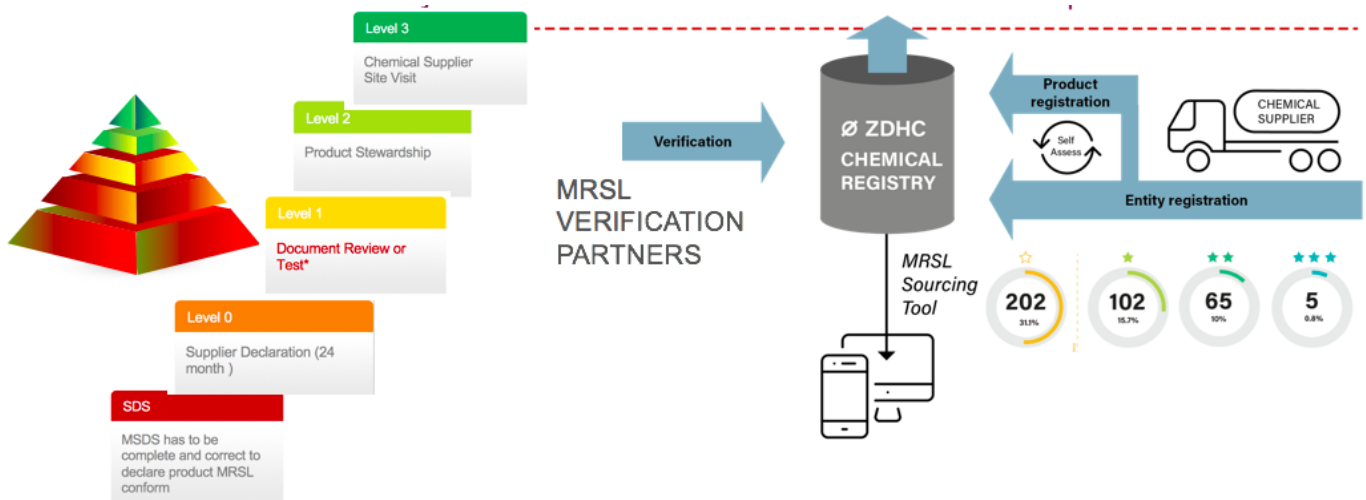 Level 3
Chemical Supplier
Site Visit
Level 2
Product Stewardship
Level 1
Document Review or
Test*
Level 0
Supplier Declaration (24
month )
SDS
MSDS has to be
complete and correct to
declare product MRSL
conform
Verification
MRSL
VERIFICATION
PARTNERS
Ø ZDHC
CHEMICAL
REGISTRY
MRSL
Sourcing
Tool
Product
registration
Self
Assess
CHEMICAL
SUPPLIER
Entity registration
202
31.1%
102
15.7%
65
10%
5
0.8%